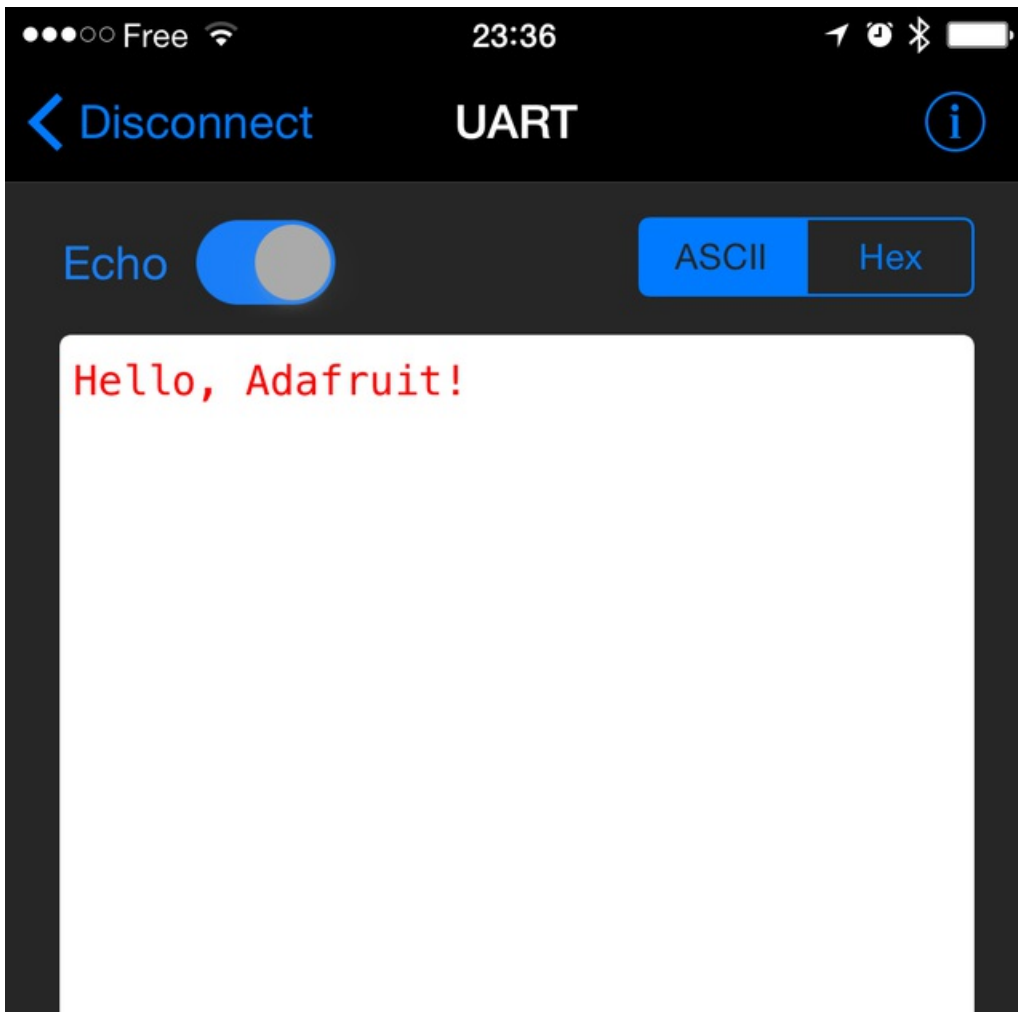 Free 23:36
Disconnect UART i
Echo ASCII Hex
Hello, Adafruit!